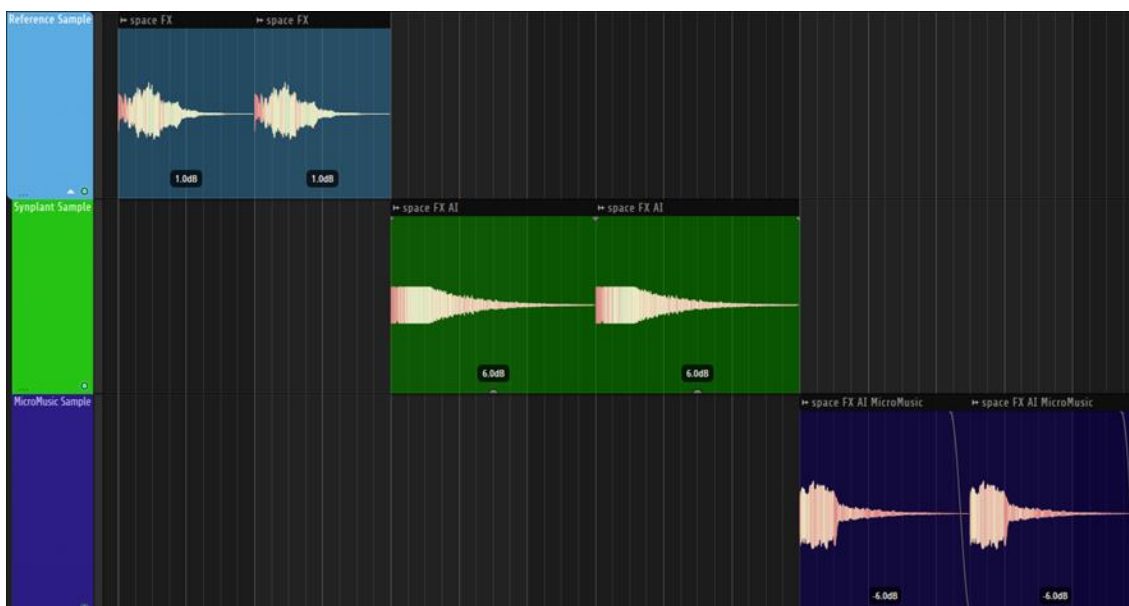 Reference Sample
space FX
space FX
1.0dB
1.0dB
Synplant Sample
space FX AI
space FX AI
6.0dB
6.0dB
MicroMusic Sample
space FX AI MicroMusic
space FX AI MicroMusic
-6.0dB
-6.0dB